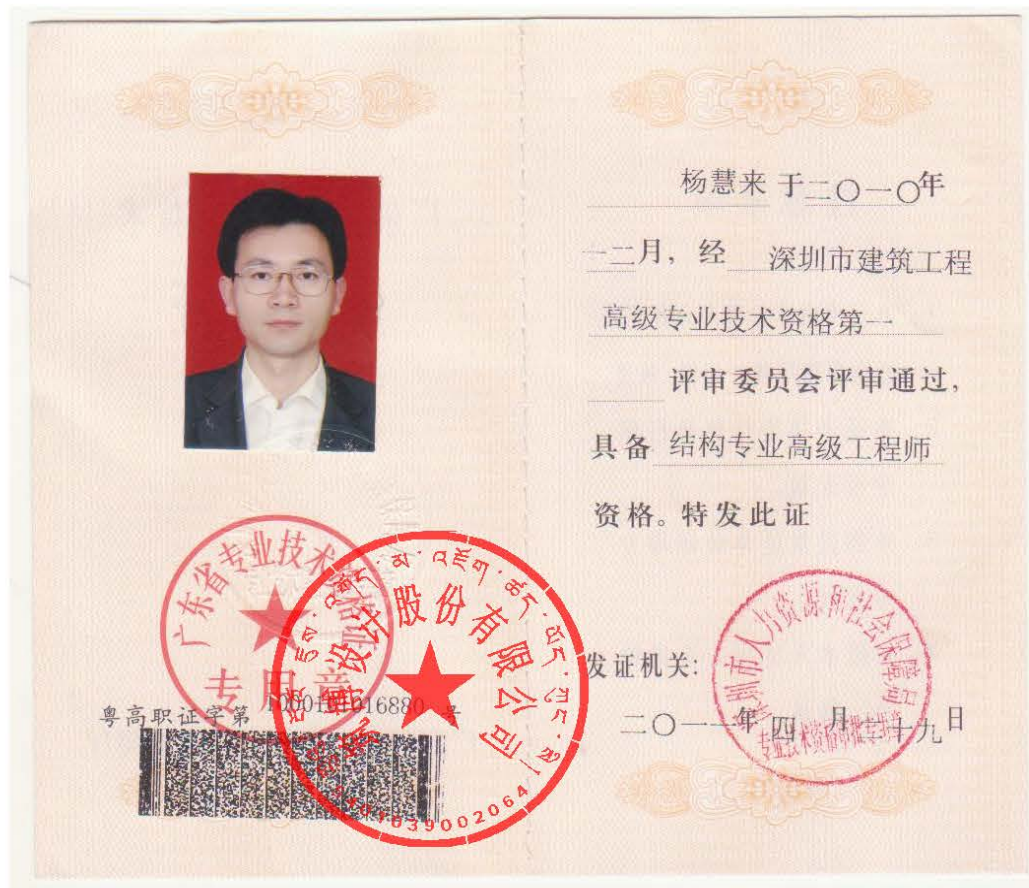 杨慧来 于二〇一〇年
一二月，经 深圳市建筑工程
高级专业技术资格第一
评审委员会评审通过，
具备 结构专业高级工程师
资格。特发此证
发证机关：
深圳市人力资源和社会保障局
二〇一一年 四 月 十九日
广东省专业技术
专用章
设计股份有限公司
粤高职证字第 号